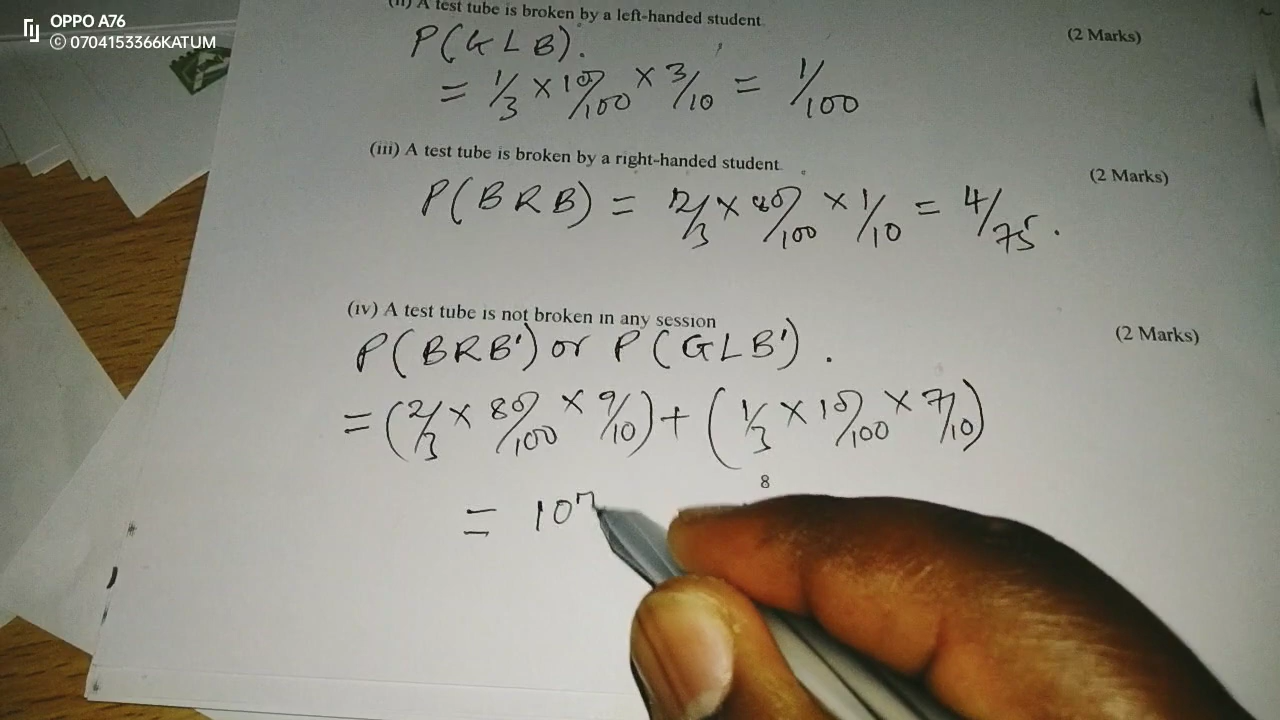 OPPO A76
© 0704153366KATUM
(ii) A test tube is broken by a left-handed student
(2 Marks)
P(GLB).
= 1/3 × 10/100 × 3/10 = 1/100
(iii) A test tube is broken by a right-handed student.
(2 Marks)
P(BRB) = 2/3 × 80/100 × 1/10 = 4/75.
(iv) A test tube is not broken in any session
(2 Marks)
P(BRB') or P(GLB').
= (2/3 × 80/100 × 9/10) + (1/3 × 10/100 × 7/10)
8
= 107